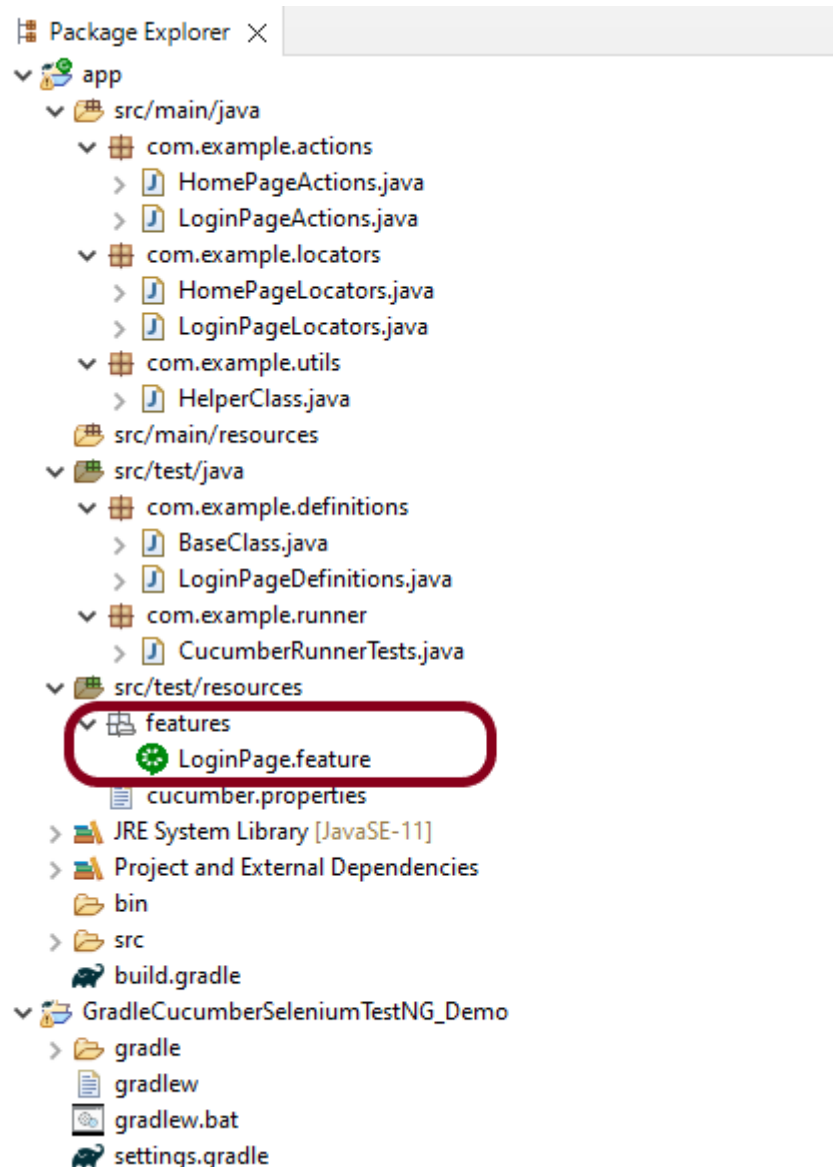 Package Explorer
app
src/main/java
com.example.actions
HomePageActions.java
LoginPageActions.java
com.example.locators
HomePageLocators.java
LoginPageLocators.java
com.example.utils
HelperClass.java
src/main/resources
src/test/java
com.example.definitions
BaseClass.java
LoginPageDefinitions.java
com.example.runner
CucumberRunnerTests.java
src/test/resources
features
LoginPage.feature
cucumber.properties
JRE System Library [JavaSE-11]
Project and External Dependencies
bin
src
build.gradle
GradleCucumberSeleniumTestNG_Demo
gradle
gradlew
gradlew.bat
settings.gradle